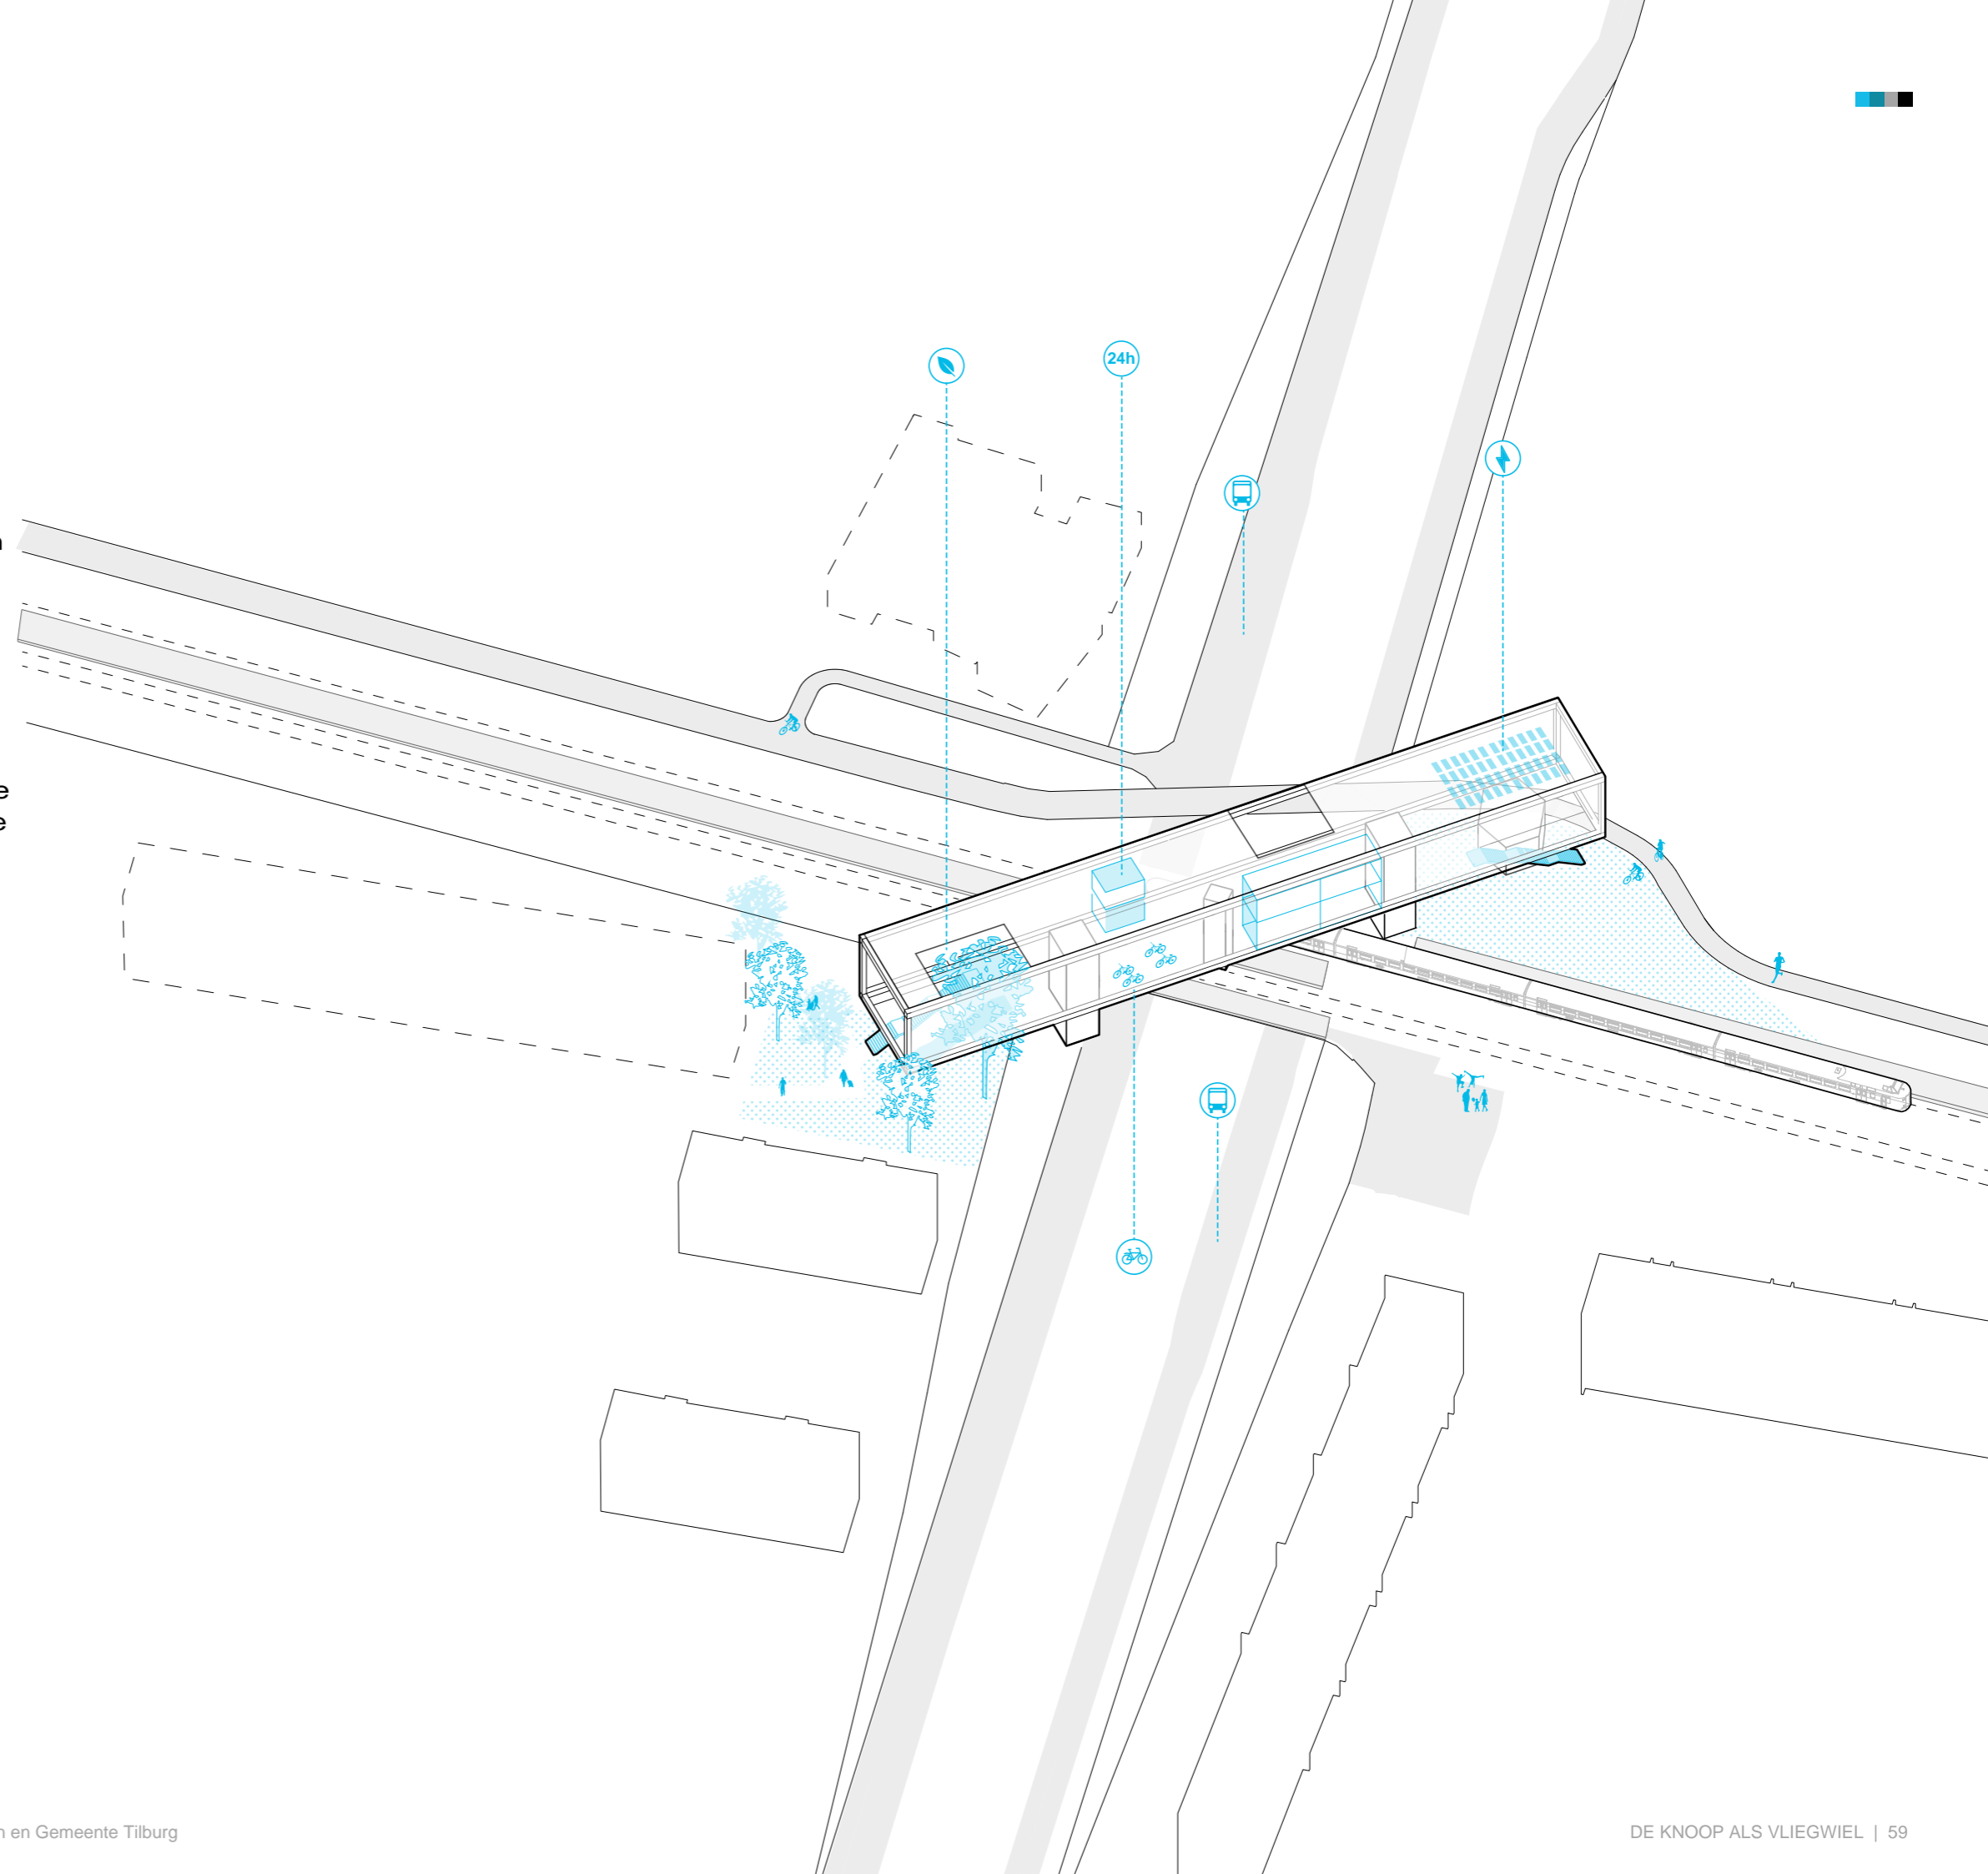 24h
n
e
e
n en Gemeente Tilburg
DE KNOOP ALS VLIEGWIEL | 59